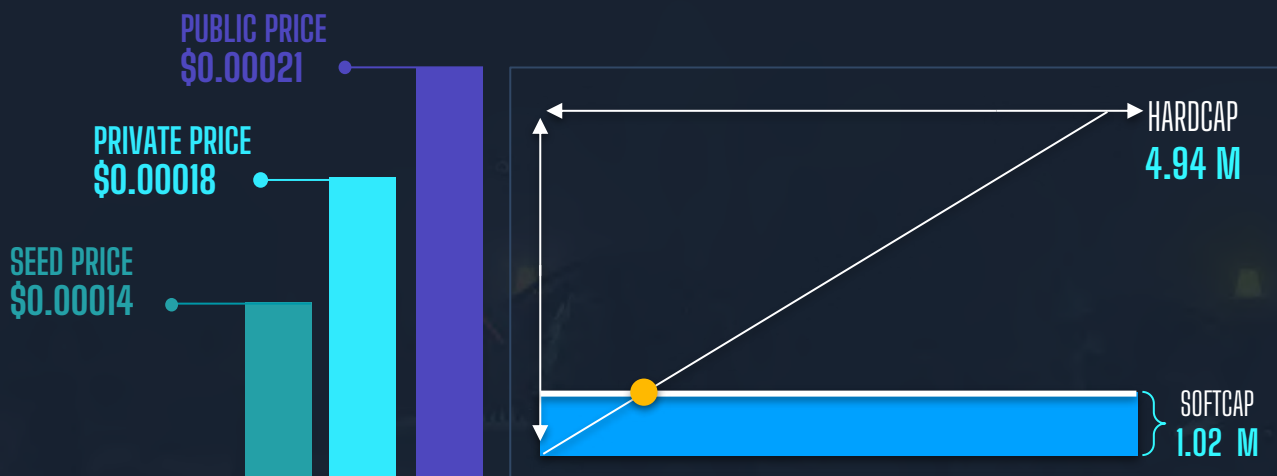 PUBLIC PRICE
$0.00021
PRIVATE PRICE
$0.00018
SEED PRICE
$0.00014
HARDCAP
4.94 M
SOFTCAP
1.02 M